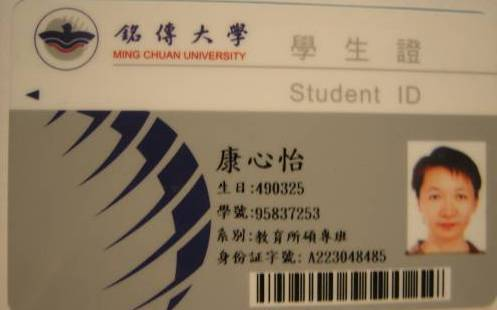 銘傳大學
MING CHUAN UNIVERSITY
學生證
Student ID
康心怡
生日:490325
學號:95837253
系別:教育所碩專班
身份証字號: A223048485